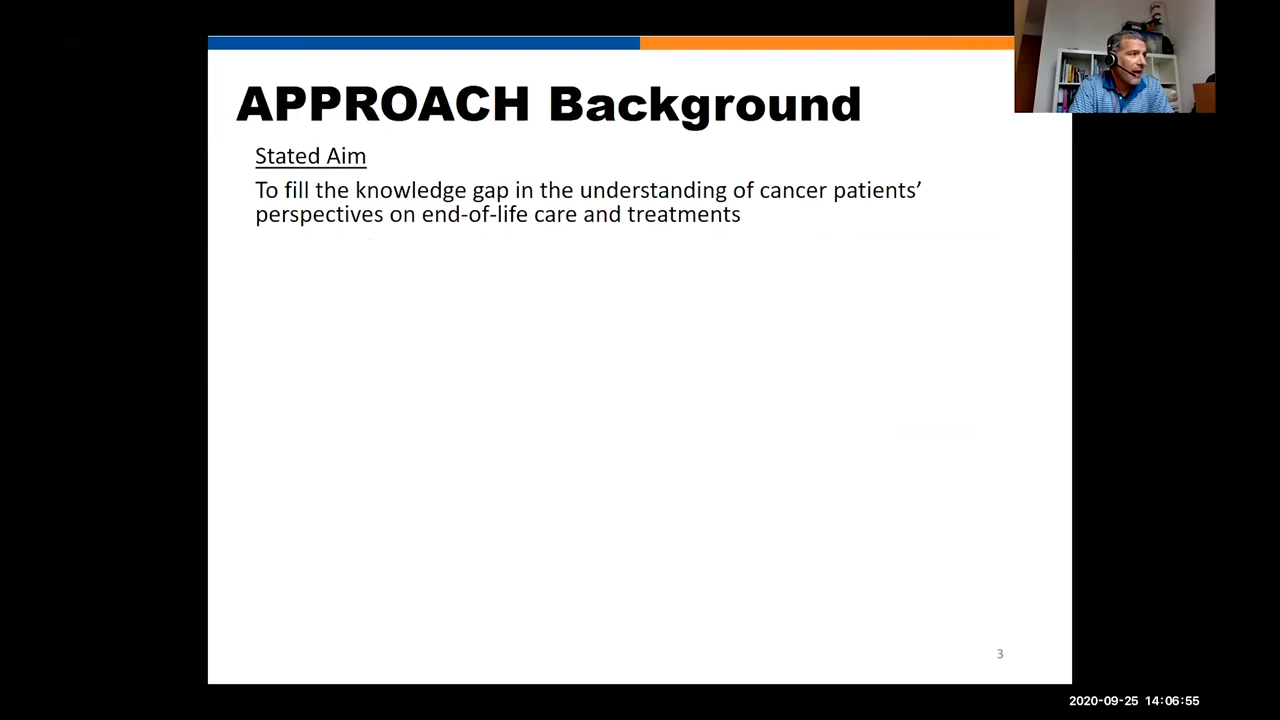 APPROACH Background
Stated Aim
To fill the knowledge gap in the understanding of cancer patients’
perspectives on end-of-life care and treatments
3
2020-09-25 14:06:55